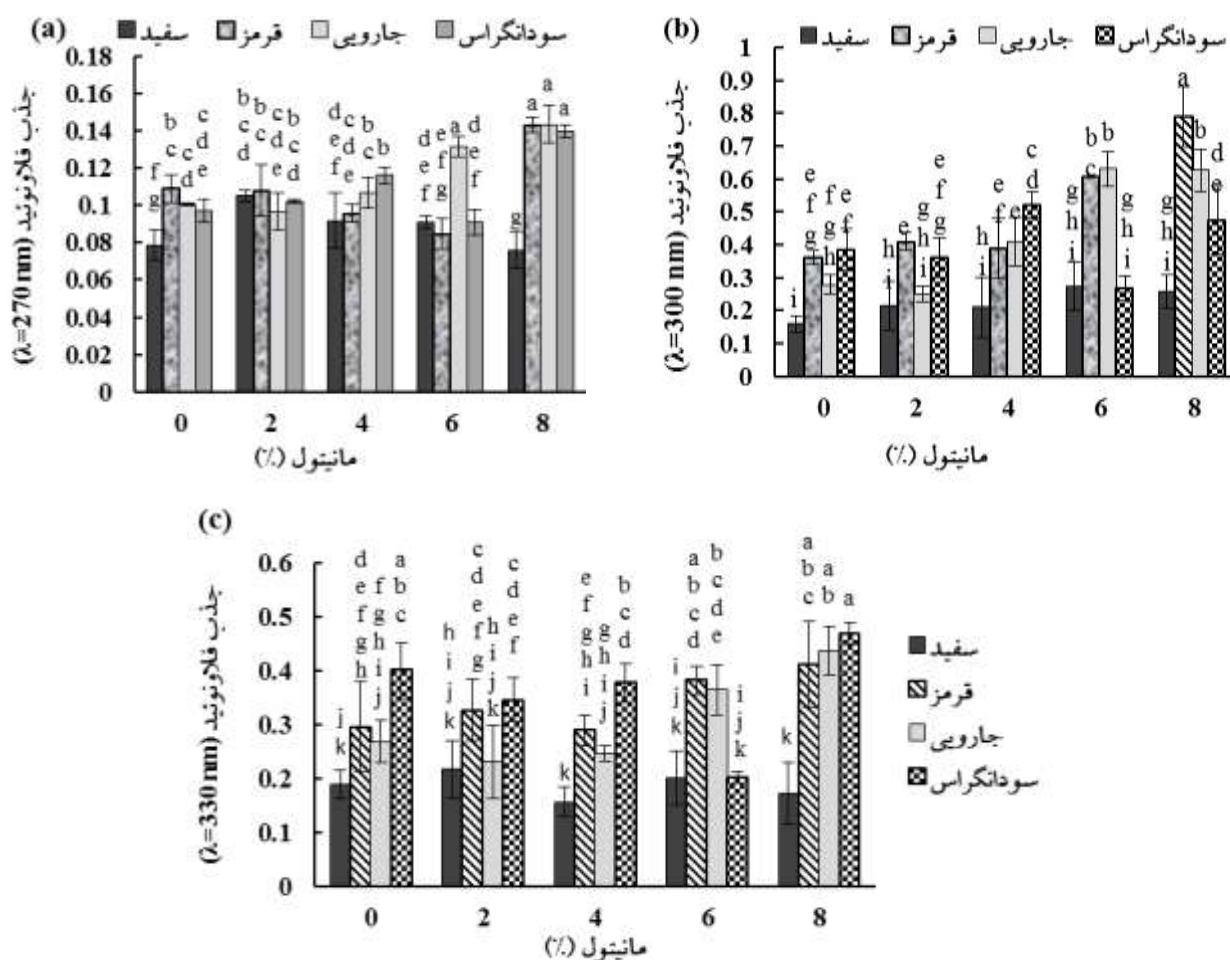 (a)
سفید قرمز جارویی سودانگراس
جذب فلاونوئید (λ=270 nm)
0.18
0.16
0.14
0.12
0.1
0.08
0.06
0.04
0.02
0
f g b c c d c d e
b c d b c c d e b c d
d e f c d e b c b
d e f e f g a d e f
g a a a
0 2 4 6 8
مانیتول (٪)
(b)
سفید قرمز جارویی سودانگراس
جذب فلاونوئید (λ=300 nm)
1
0.9
0.8
0.7
0.6
0.5
0.4
0.3
0.2
0.1
0
i e f g f g h e f
h i e g h i e f g
h i e f e c d
g h i b c b g h i
g h i a b d e
0 2 4 6 8
مانیتول (٪)
(c)
جذب فلاونوئید (λ=330 nm)
0.6
0.5
0.4
0.3
0.2
0.1
0
j k d e f g h f g h i j a b c
h i j k c d e f g h i j k c d e f
k e f g h i g h i j b c d
i j k a b c d b c d e i j k
k a b c a b a
0 2 4 6 8
مانیتول (٪)
سفید
قرمز
جارویی
سودانگراس